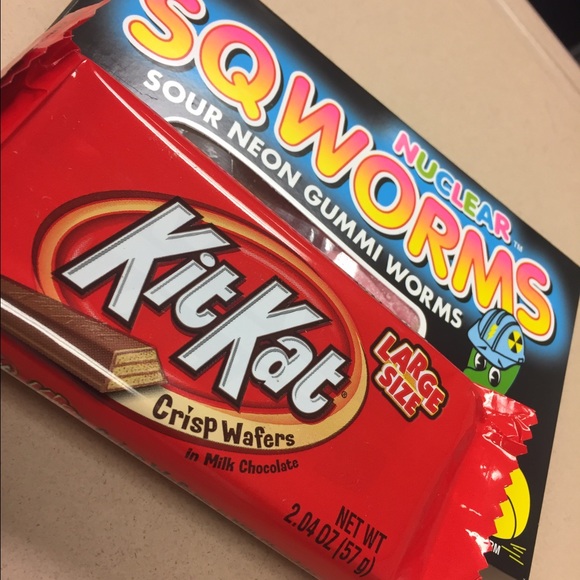 NUCLEAR
SQWORMS™
SOUR NEON GUMMI WORMS
KitKat®
LARGE
SIZE
Crisp Wafers
in Milk Chocolate
NET WT
2.04 OZ (57 g)